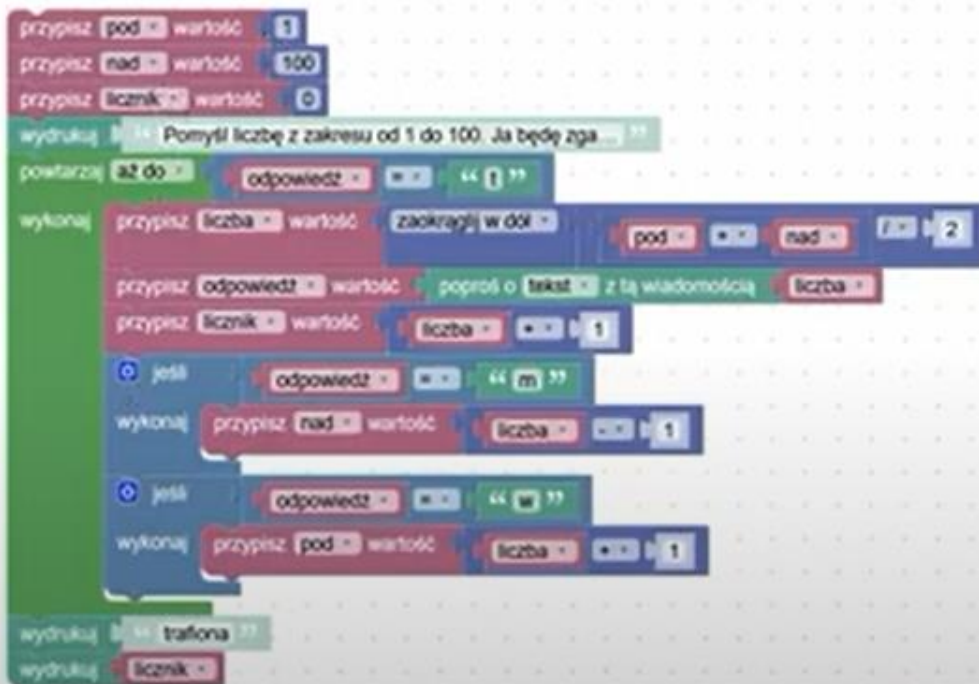 przypisz pod wartość 1
przypisz nad wartość 100
przypisz licznik wartość 0
wydrukuj “ Pomyśl liczbę z zakresu od 1 do 100. Ja będę zga... ”
powtarzaj aż do odpowiedź = “ t ”
wykonaj przypisz liczba wartość zaokrąglij w dół pod + nad / 2
przypisz odpowiedź wartość poproś o tekst z tą wiadomością liczba
przypisz licznik wartość liczba + 1
jeśli odpowiedź = “ m ”
wykonaj przypisz nad wartość liczba - 1
jeśli odpowiedź = “ w ”
wykonaj przypisz pod wartość liczba + 1
wydrukuj “ trafiona ”
wydrukuj licznik